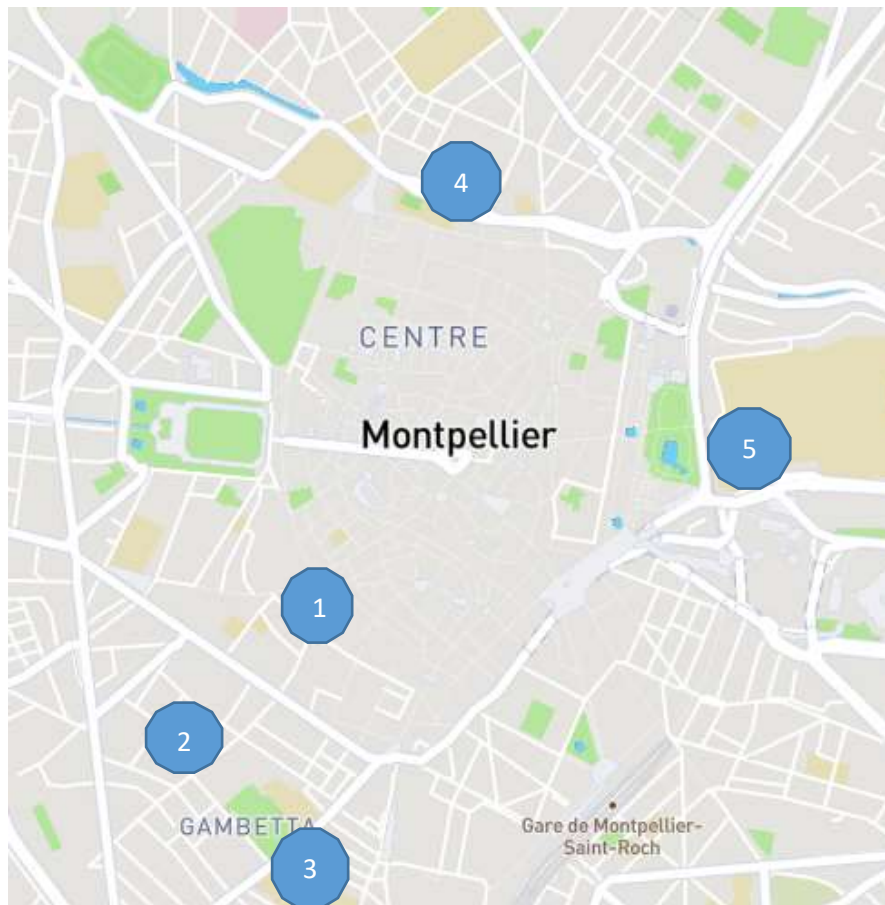 4
CENTRE
Montpellier
5
1
2
GAMBETTA
Gare de Montpellier-
Saint-Roch
3